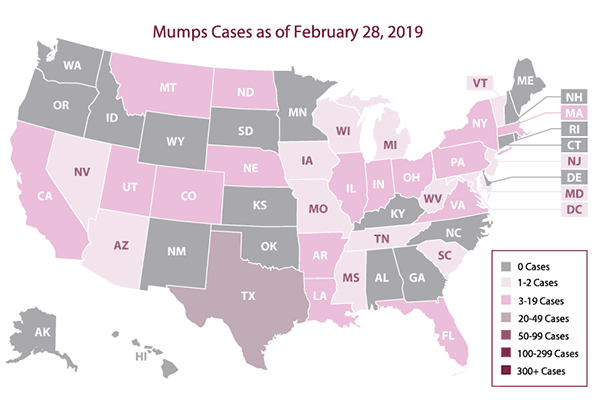 Mumps Cases as of February 28, 2019
WA
MT
ND
MN
VT
ME
OR
ID
WY
SD
WI
MI
NY
NH
MA
RI
CT
NJ
DE
MD
DC
NV
UT
CO
NE
IA
IL
IN
OH
PA
CA
KS
MO
KY
WV
VA
AZ
NM
OK
AR
TN
NC
SC
TX
LA
MS
AL
GA
FL
AK
HI
0 Cases
1-2 Cases
3-19 Cases
20-49 Cases
50-99 Cases
100-299 Cases
300+ Cases